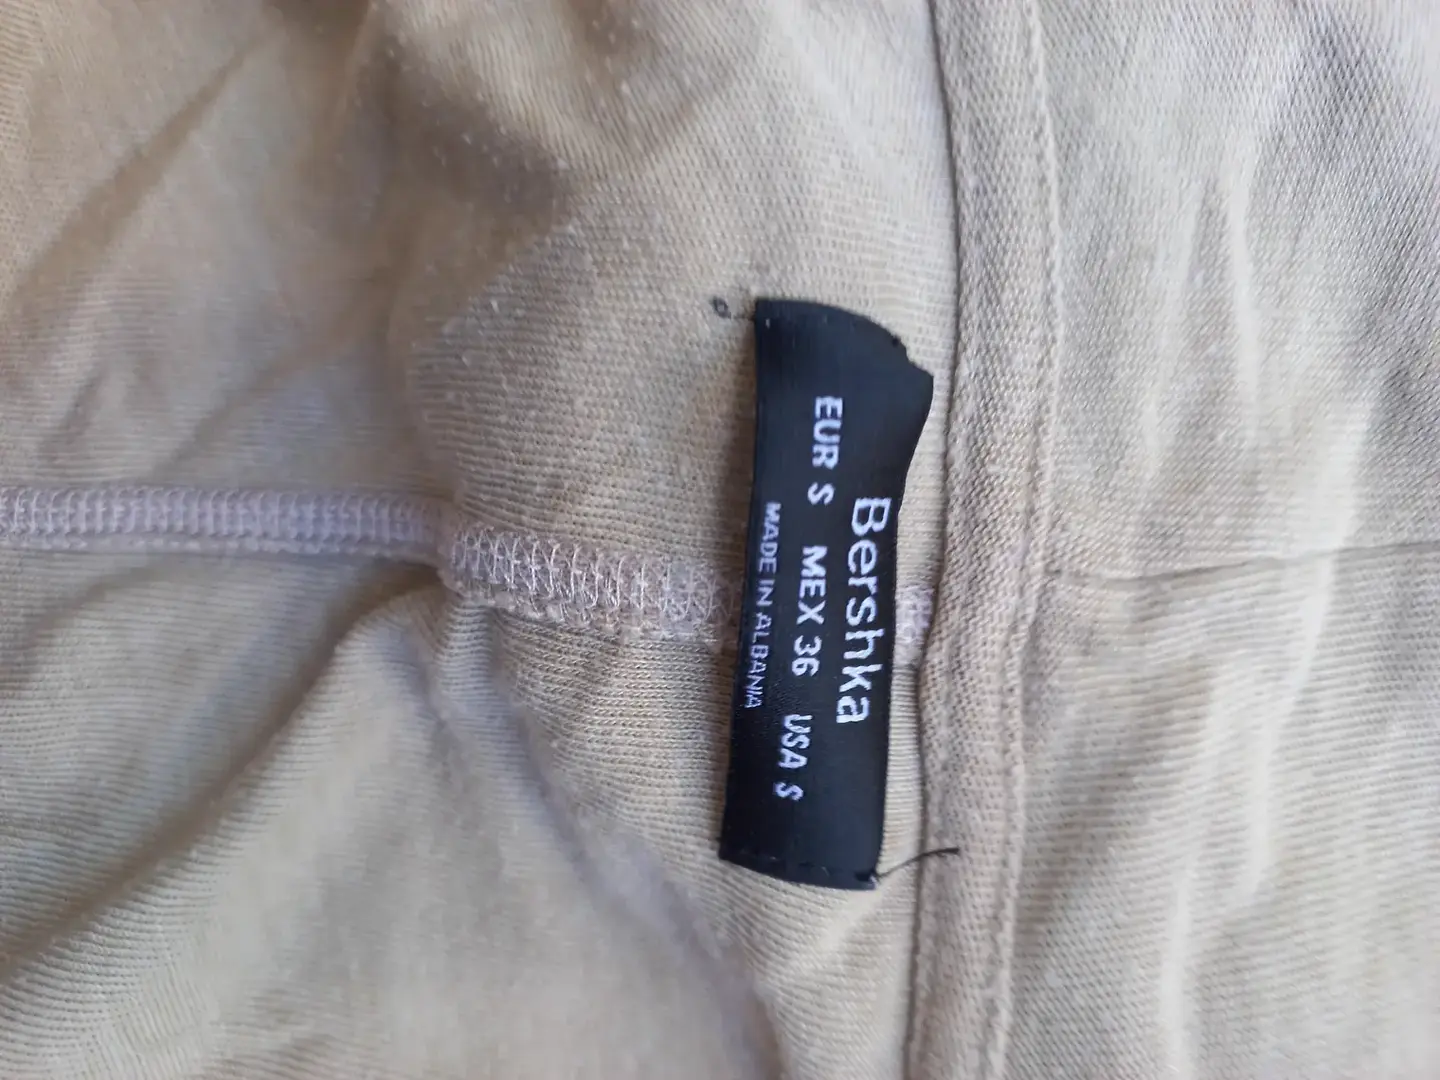 Bershka
EUR S MEX 36 USA S
MADE IN ALBANIA